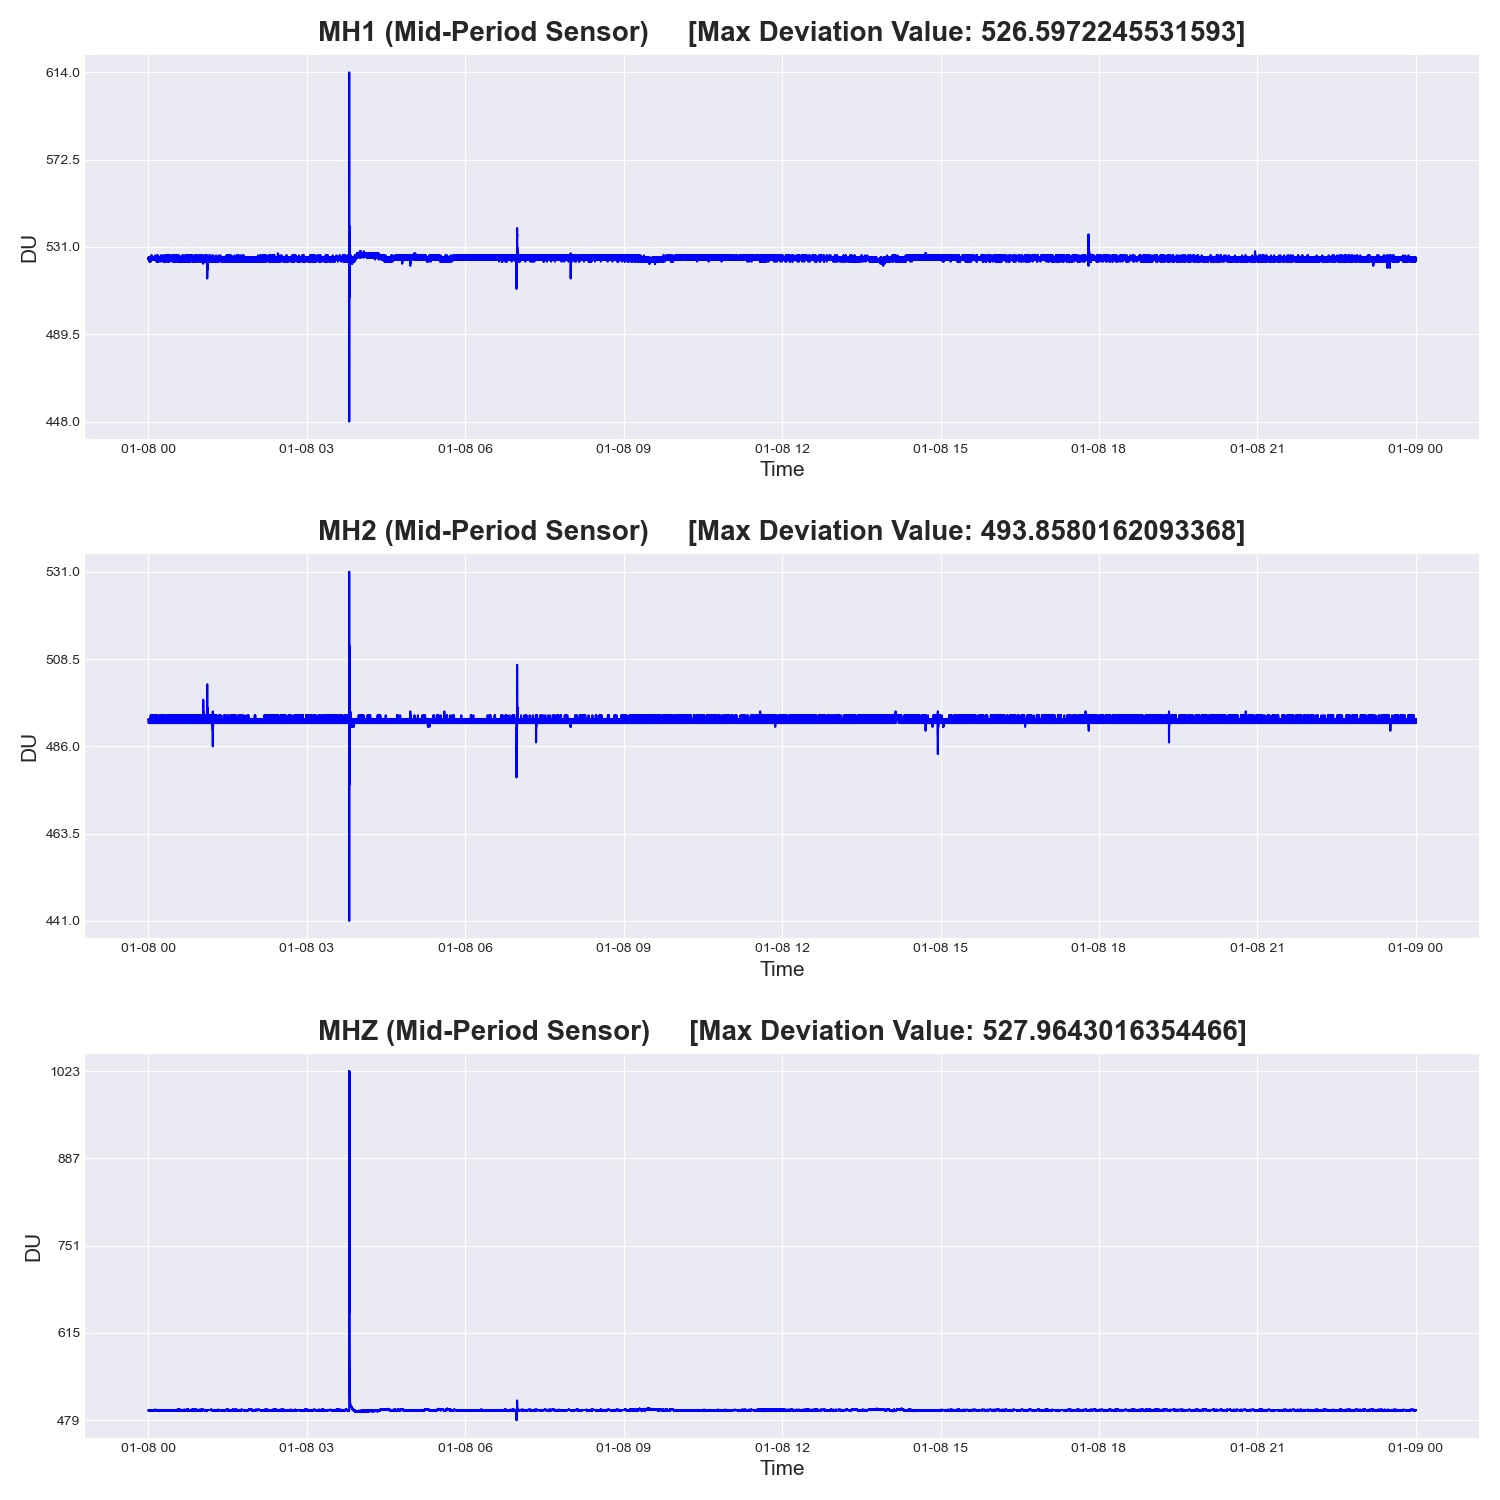 MH1 (Mid-Period Sensor) [Max Deviation Value: 526.5972245531593]
614.0
572.5
531.0
489.5
448.0
DU
01-08 00 01-08 03 01-08 06 01-08 09 01-08 12 01-08 15 01-08 18 01-08 21 01-09 00
Time
MH2 (Mid-Period Sensor) [Max Deviation Value: 493.8580162093368]
531.0
508.5
486.0
463.5
441.0
DU
01-08 00 01-08 03 01-08 06 01-08 09 01-08 12 01-08 15 01-08 18 01-08 21 01-09 00
Time
MHZ (Mid-Period Sensor) [Max Deviation Value: 527.9643016354466]
1023
887
751
615
479
DU
01-08 00 01-08 03 01-08 06 01-08 09 01-08 12 01-08 15 01-08 18 01-08 21 01-09 00
Time